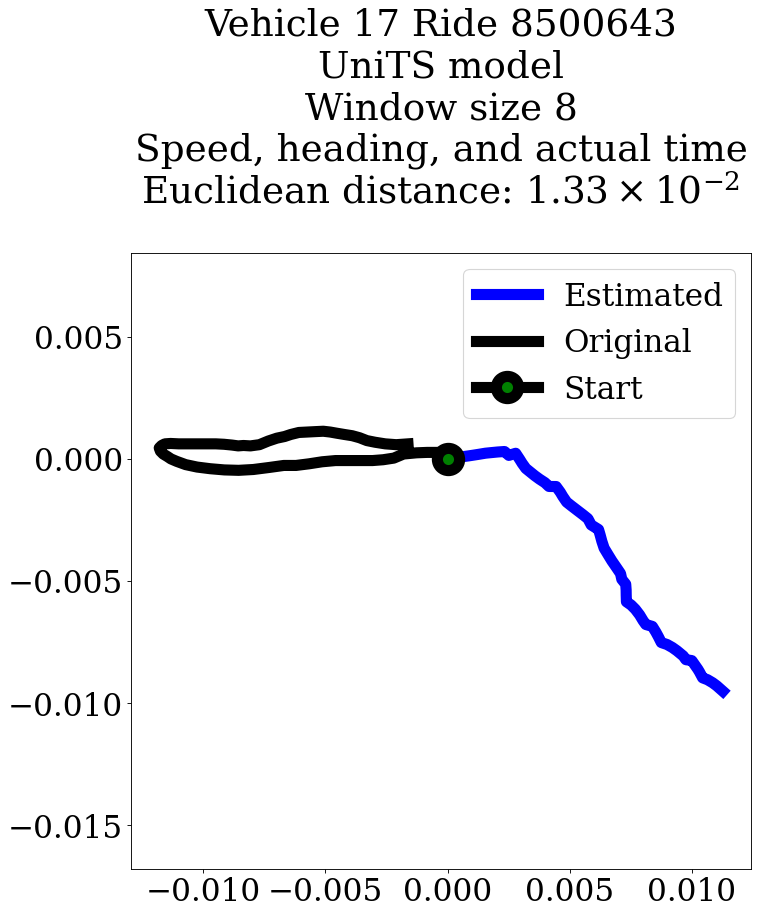 Vehicle 17 Ride 8500643
UniTS model
Window size 8
Speed, heading, and actual time
Euclidean distance: 1.33 × 10⁻²
Estimated
Original
Start
0.005
0.000
−0.005
−0.010
−0.015
−0.010 −0.005 0.000 0.005 0.010